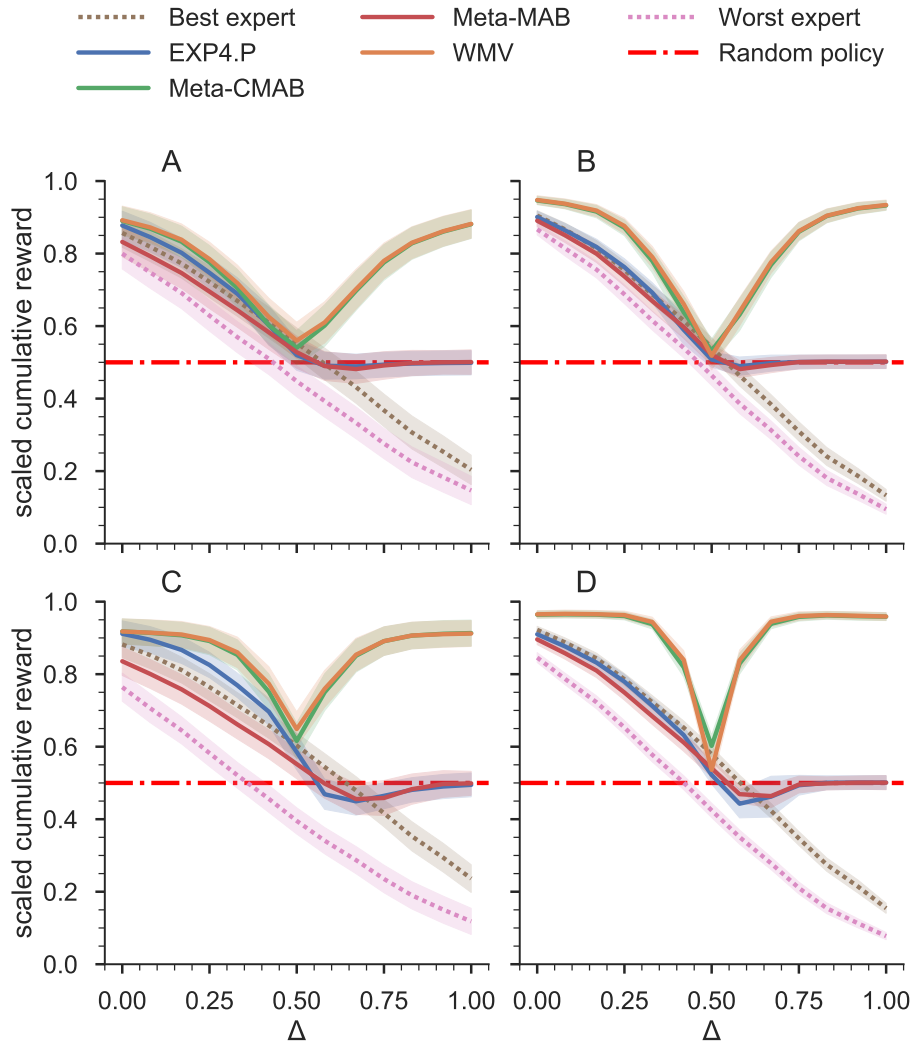 Best expert Meta-MAB Worst expert
EXP4.P WMV Random policy
Meta-CMAB
A B
1.0
0.8
0.6
0.4
0.2
0.0
scaled cumulative reward
C D
1.0
0.8
0.6
0.4
0.2
0.0
scaled cumulative reward
0.00 0.25 0.50 0.75 1.00 0.00 0.25 0.50 0.75 1.00
Δ Δ